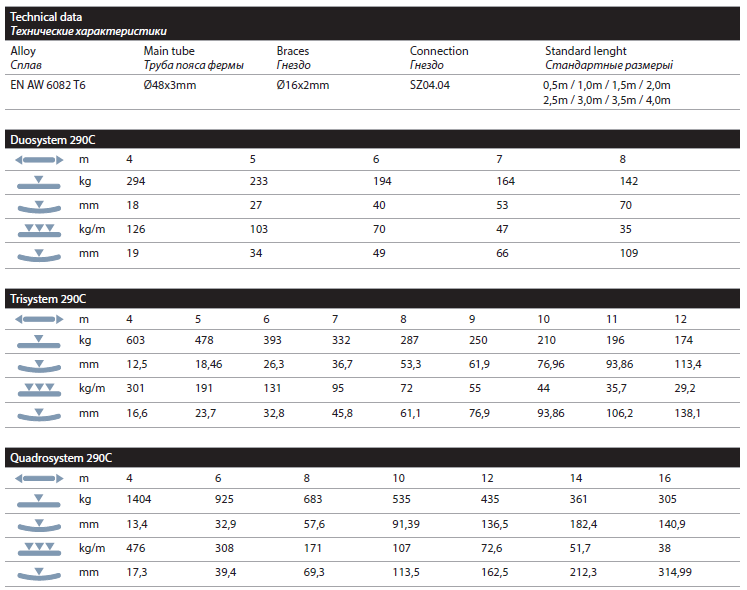 Technical data
Технические характеристики
Alloy Main tube Braces Connection Standard lenght
Сплав Труба пояса фермы Гнездо Гнездо Стандартные размерыі
EN AW 6082 T6 Ø48x3mm Ø16x2mm SZ04.04 0,5m / 1,0m / 1,5m / 2,0m
2,5m / 3,0m / 3,5m / 4,0m
Duosystem 290C
m 4 5 6 7 8
kg 294 233 194 164 142
mm 18 27 40 53 70
kg/m 126 103 70 47 35
mm 19 34 49 66 109
Trisystem 290C
m 4 5 6 7 8 9 10 11 12
kg 603 478 393 332 287 250 210 196 174
mm 12,5 18,46 26,3 36,7 53,3 61,9 76,96 93,86 113,4
kg/m 301 191 131 95 72 55 44 35,7 29,2
mm 16,6 23,7 32,8 45,8 61,1 76,9 93,86 106,2 138,1
Quadrosystem 290C
m 4 6 8 10 12 14 16
kg 1404 925 683 535 435 361 305
mm 13,4 32,9 57,6 91,39 136,5 182,4 140,9
kg/m 476 308 171 107 72,6 51,7 38
mm 17,3 39,4 69,3 113,5 162,5 212,3 314,99